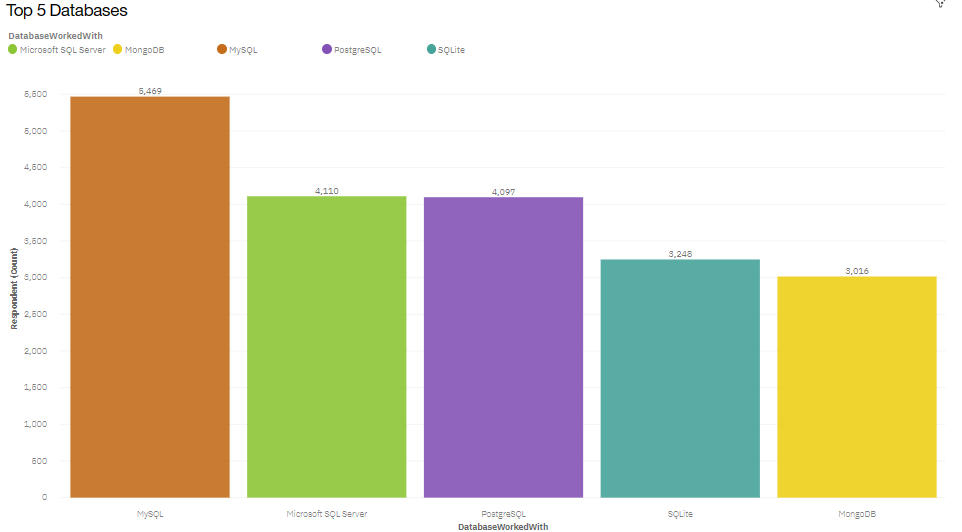 Top 5 Databases
DatabaseWorkedWith
Microsoft SQL Server MongoDB MySQL PostgreSQL SQLite
5,500
5,000
4,500
4,000
3,500
3,000
2,500
2,000
1,500
1,000
500
0
Respondent (Count)
5,469
4,110
4,097
3,248
3,016
MySQL Microsoft SQL Server PostgreSQL SQLite MongoDB
DatabaseWorkedWith